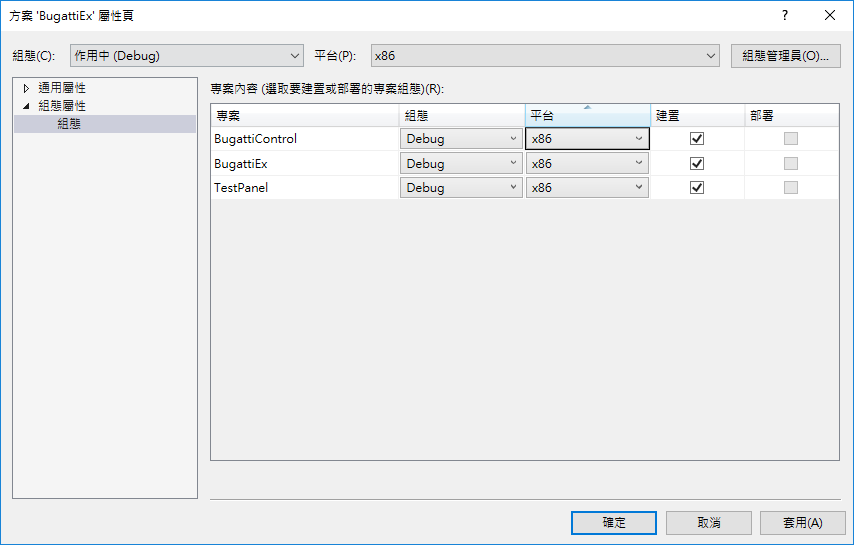 方案 'BugattiEx' 屬性頁
?
組態(C): 作用中 (Debug) 平台(P): x86 組態管理員(O)...
通用屬性
組態屬性
組態
專案內容 (選取要建置或部署的專案組態)(R):
專案 組態 平台 建置 部署
BugattiControl Debug x86
BugattiEx Debug x86
TestPanel Debug x86
確定 取消 套用(A)